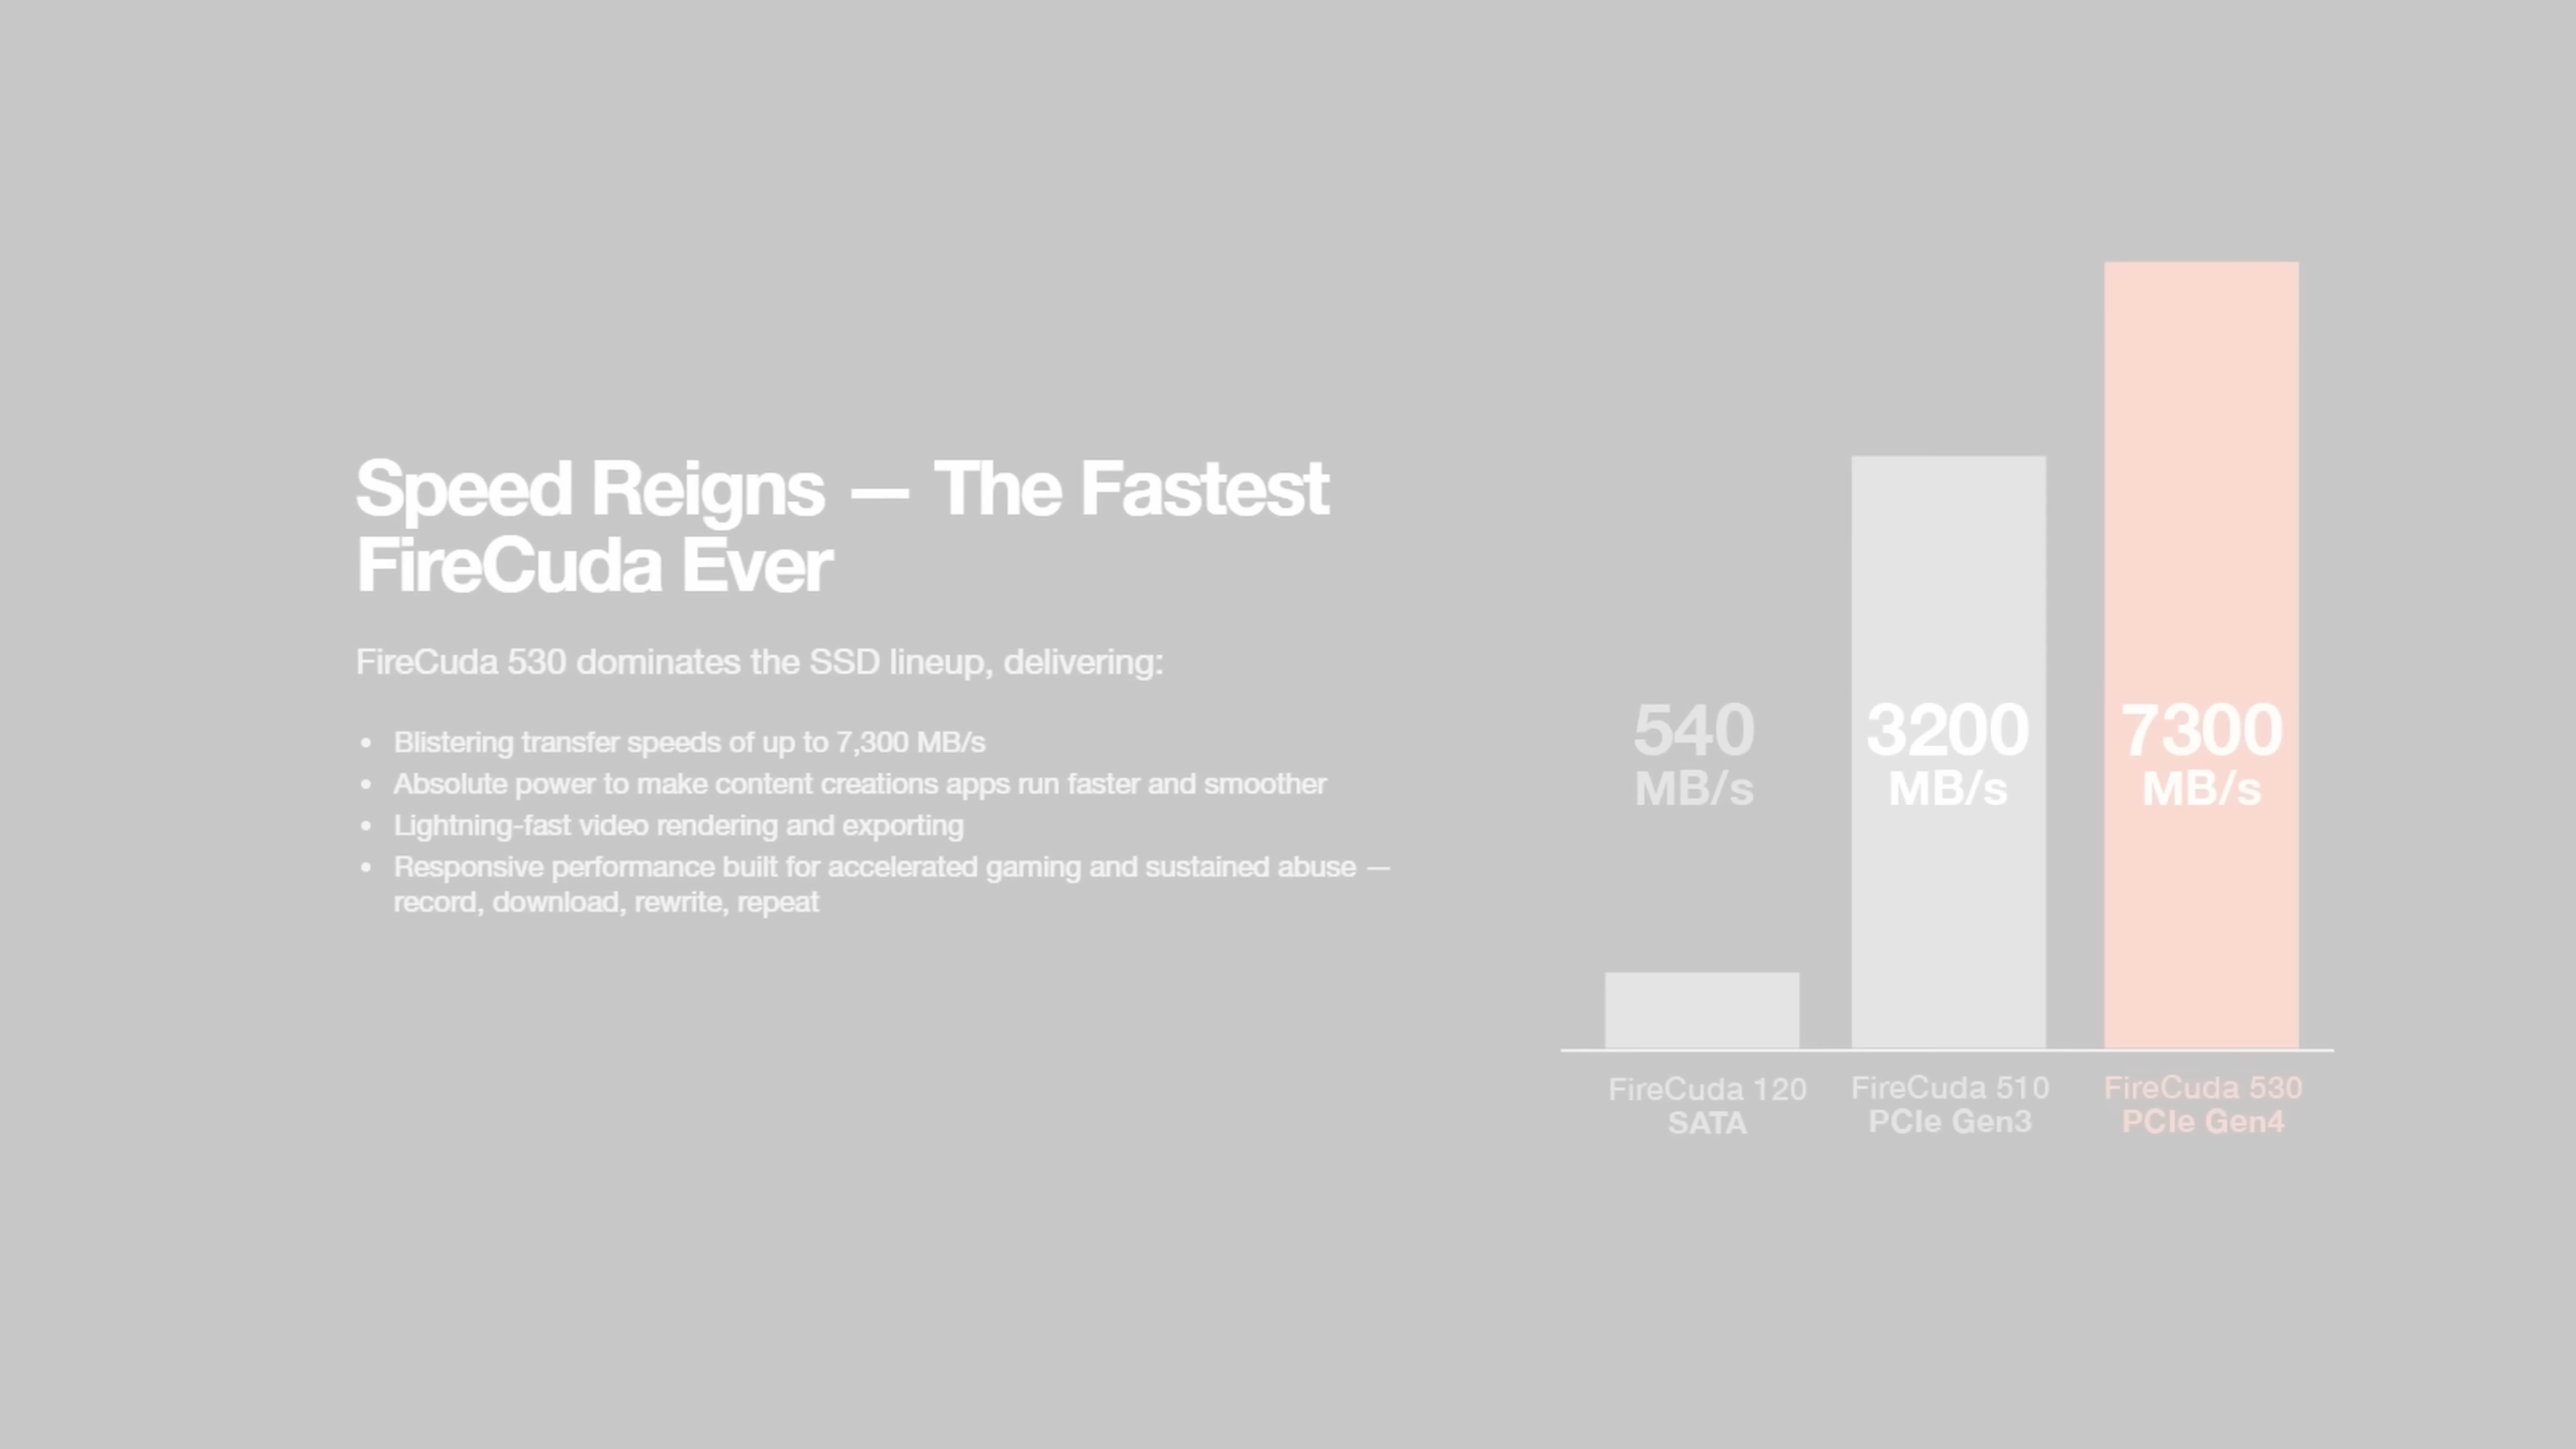 Speed Reigns — The Fastest
FireCuda Ever
FireCuda 530 dominates the SSD lineup, delivering:
• Blistering transfer speeds of up to 7,300 MB/s
• Absolute power to make content creations apps run faster and smoother
• Lightning-fast video rendering and exporting
• Responsive performance built for accelerated gaming and sustained abuse —
record, download, rewrite, repeat
540
MB/s
3200
MB/s
7300
MB/s
FireCuda 120
SATA
FireCuda 510
PCIe Gen3
FireCuda 530
PCIe Gen4